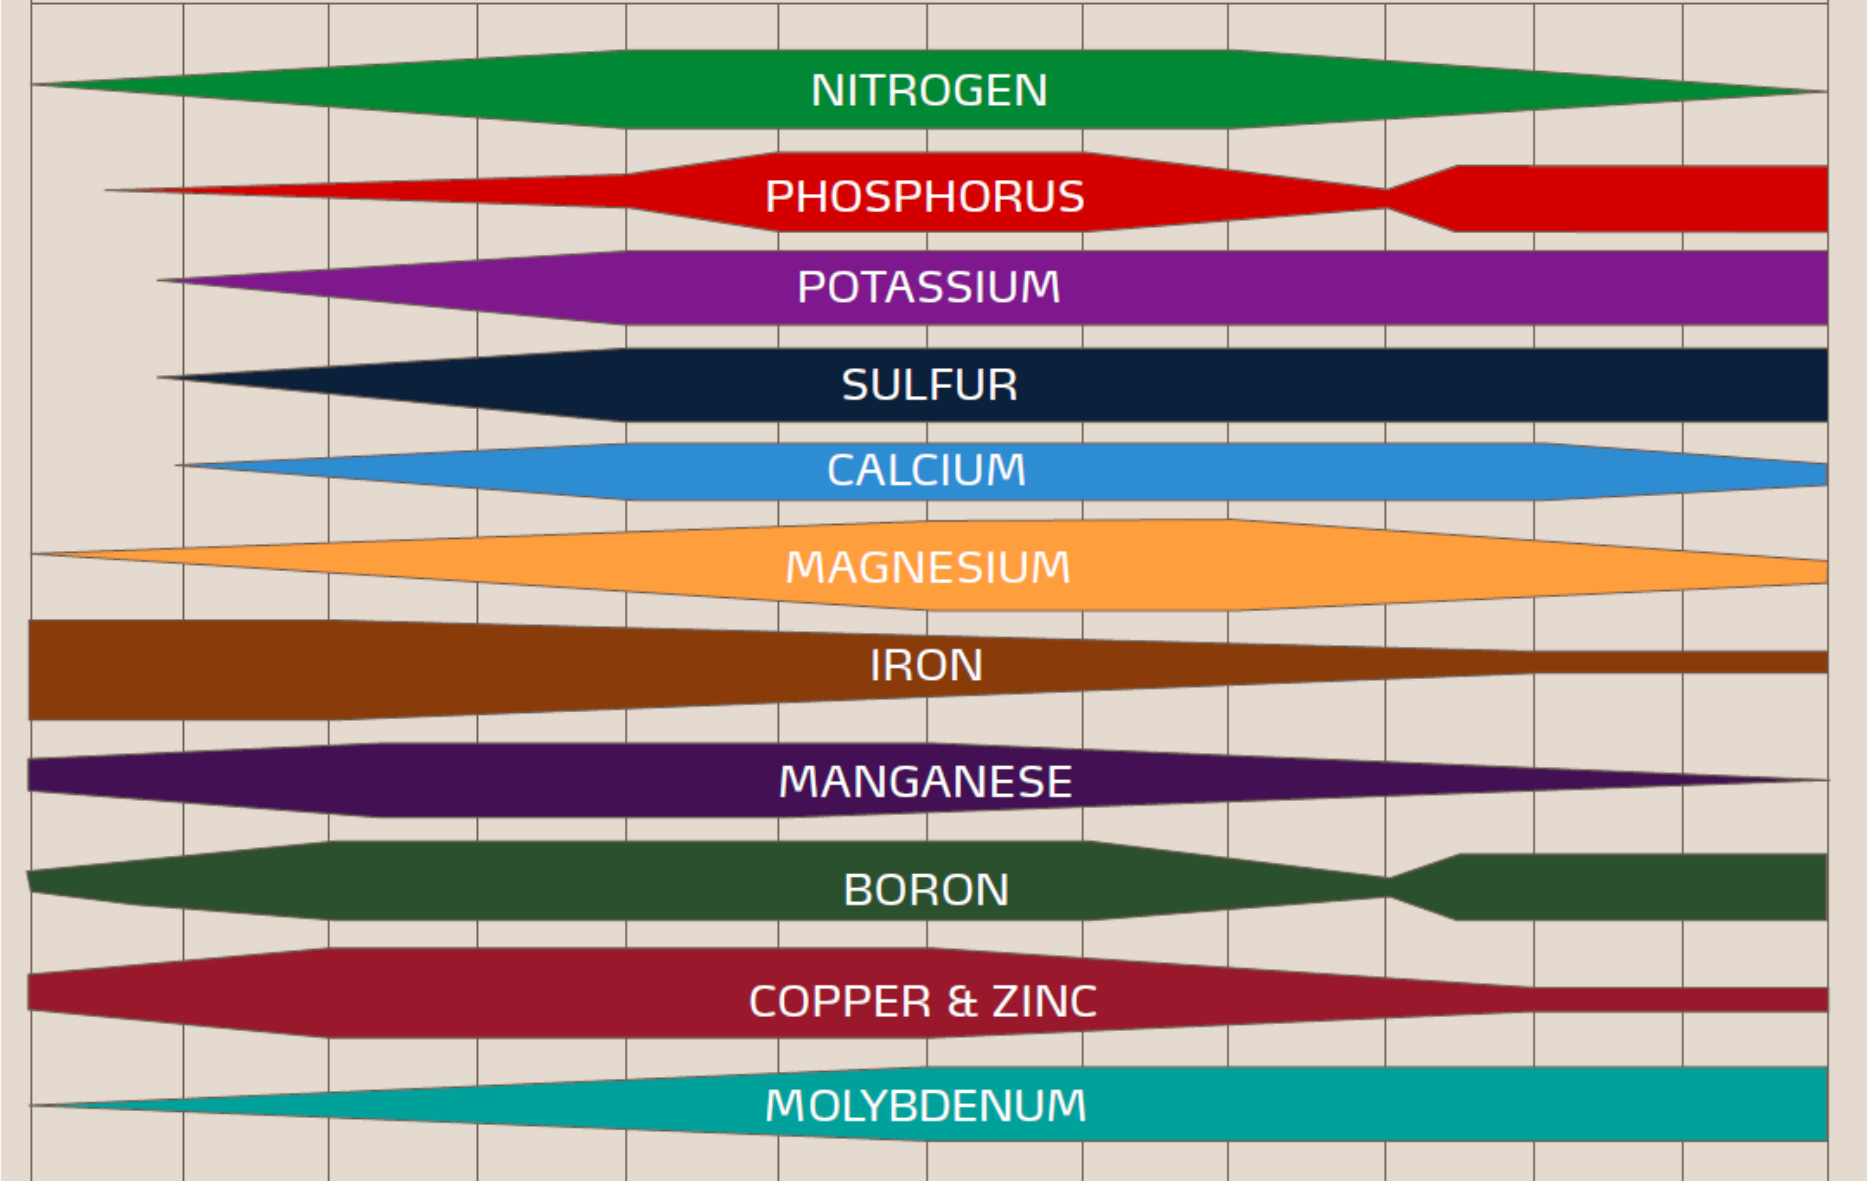 NITROGEN
PHOSPHORUS
POTASSIUM
SULFUR
CALCIUM
MAGNESIUM
IRON
MANGANESE
BORON
COPPER & ZINC
MOLYBDENUM